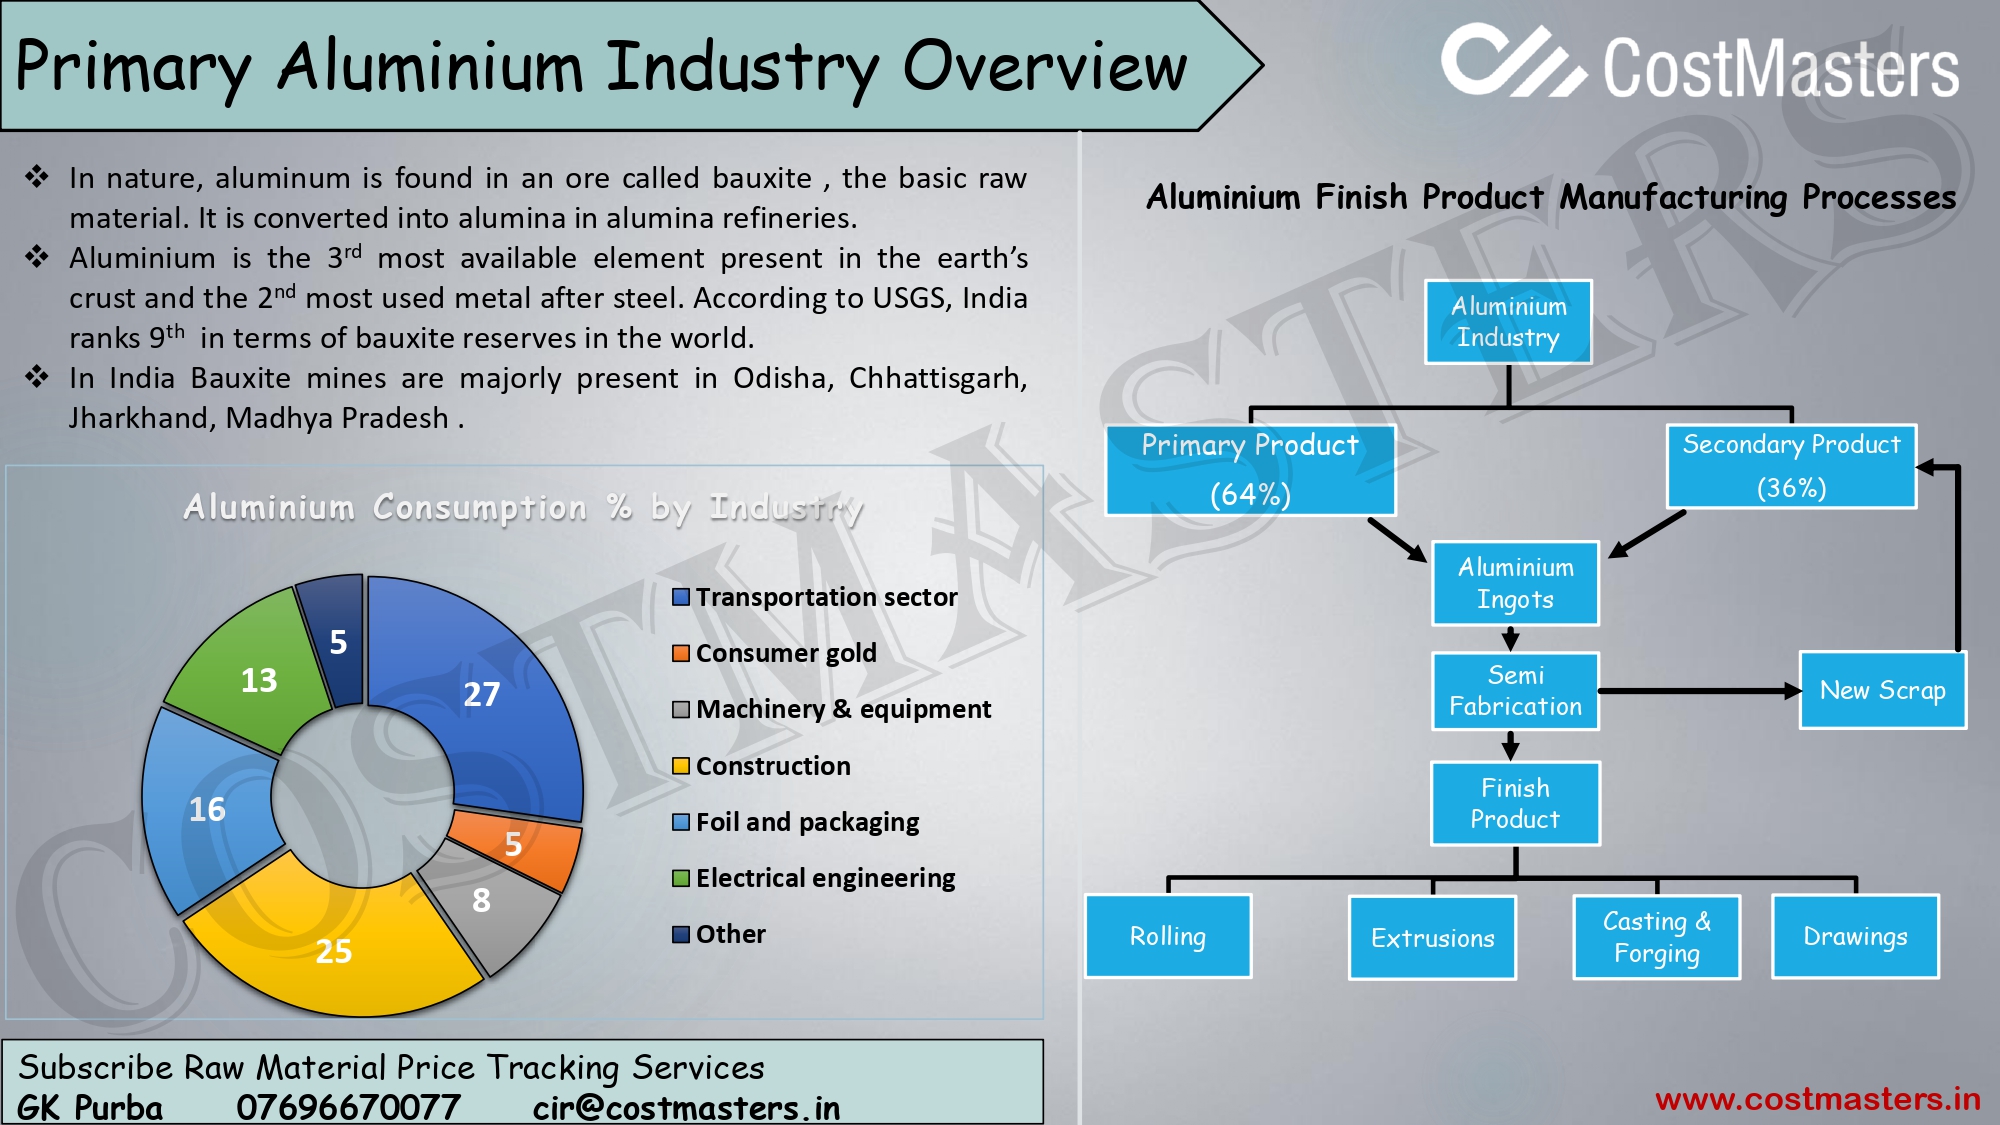 Primary Aluminium Industry Overview
CostMasters
❖ In nature, aluminum is found in an ore called bauxite , the basic raw
material. It is converted into alumina in alumina refineries.
❖ Aluminium is the 3rd most available element present in the earth’s
crust and the 2nd most used metal after steel. According to USGS, India
ranks 9th in terms of bauxite reserves in the world.
❖ In India Bauxite mines are majorly present in Odisha, Chhattisgarh,
Jharkhand, Madhya Pradesh .
Aluminium Consumption % by Industry
27
5
8
25
16
13
5
Transportation sector
Consumer gold
Machinery & equipment
Construction
Foil and packaging
Electrical engineering
Other
Aluminium Finish Product Manufacturing Processes
Aluminium
Industry
Primary Product
(64%)
Secondary Product
(36%)
Aluminium
Ingots
Semi
Fabrication
New Scrap
Finish
Product
Rolling
Extrusions
Casting &
Forging
Drawings
COSTMASTERS
Subscribe Raw Material Price Tracking Services
GK Purba 07696670077 cir@costmasters.in
www.costmasters.in